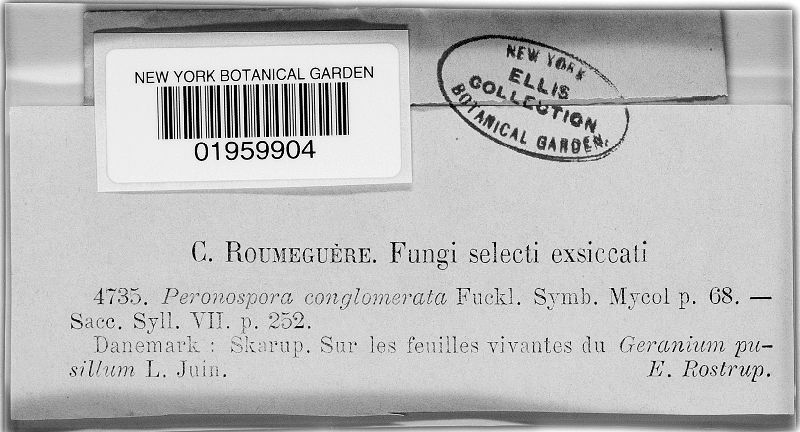 NEW YORK BOTANICAL GARDEN
01959904
NEW YORK
ELLIS
COLLECTION
BOTANICAL GARDEN.
C. ROUMEGUÈRE. Fungi selecti exsiccati
4735. Peronospora conglomerata Fuckl. Symb. Mycol p. 68. —
Sacc. Syll. VII. p. 252.
Danemark : Skarup. Sur les feuilles vivantes du Geranium pu-
sillum L. Juin. E. Rostrup.